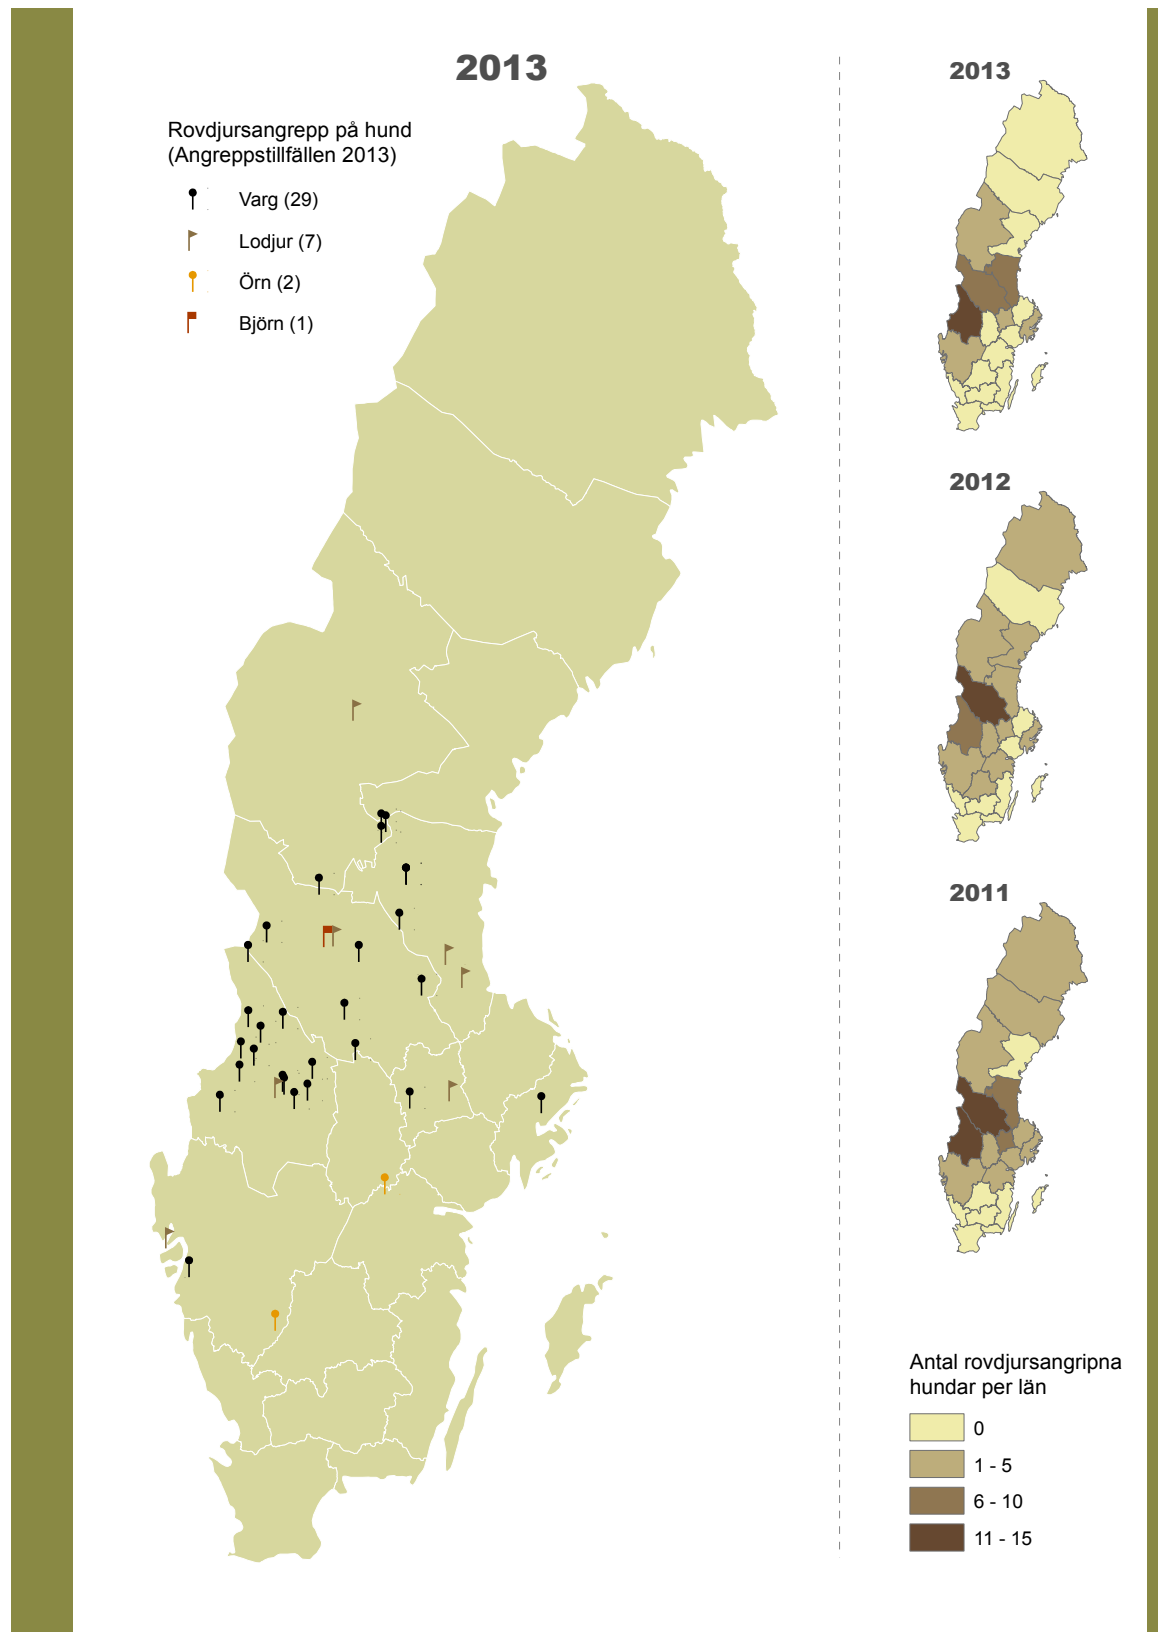 2013
Rovdjursangrepp på hund
(Angreppstillfällen 2013)
Varg (29)
Lodjur (7)
Örn (2)
Björn (1)
2013
2012
2011
Antal rovdjursangripna
hundar per län
0
1 - 5
6 - 10
11 - 15